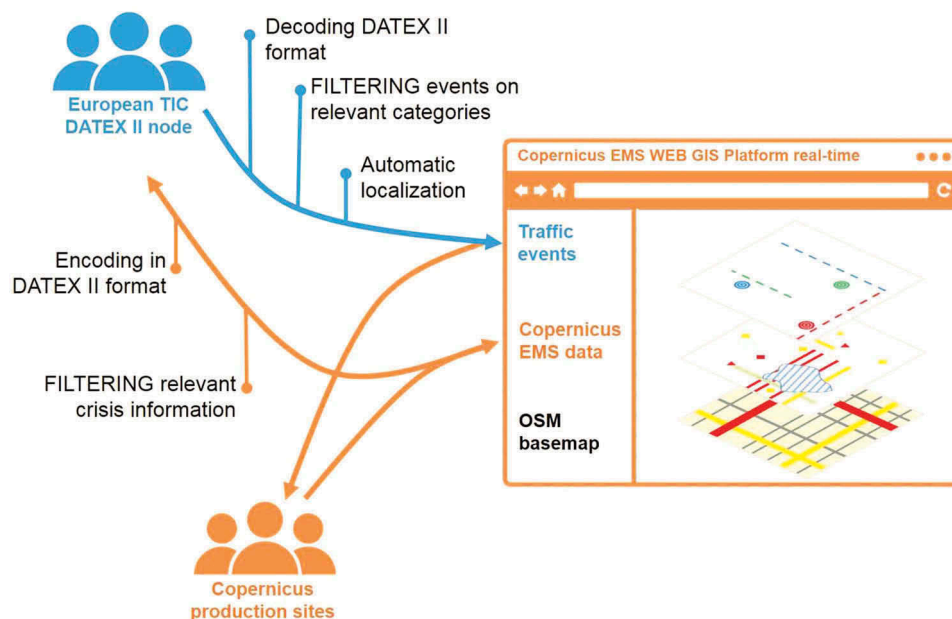 Decoding DATEX II
format
FILTERING events on
relevant categories
European TIC
DATEX II node
Automatic
localization
Encoding in
DATEX II format
FILTERING relevant
crisis information
Copernicus
production sites
Copernicus EMS WEB GIS Platform real-time
Traffic
events
Copernicus
EMS data
OSM
basemap